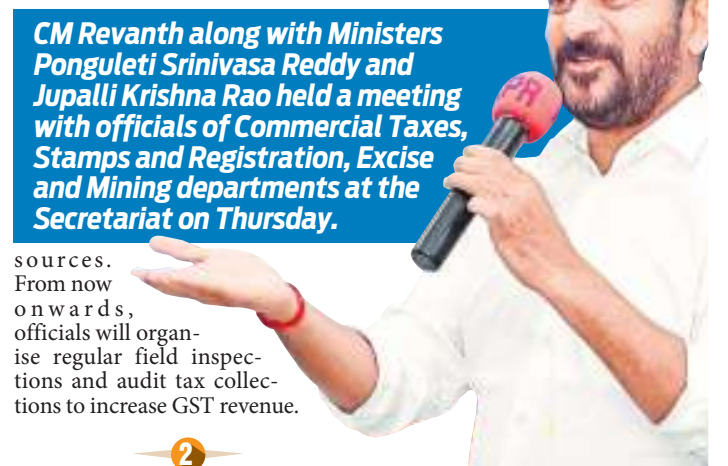 CM Revanth along with Ministers
Ponguleti Srinivasa Reddy and
Jupalli Krishna Rao held a meeting
with officials of Commercial Taxes,
Stamps and Registration, Excise
and Mining departments at the
Secretariat on Thursday.
sources.
From now
onwards,
officials will organ-
ise regular field inspec-
tions and audit tax collec-
tions to increase GST revenue.
2